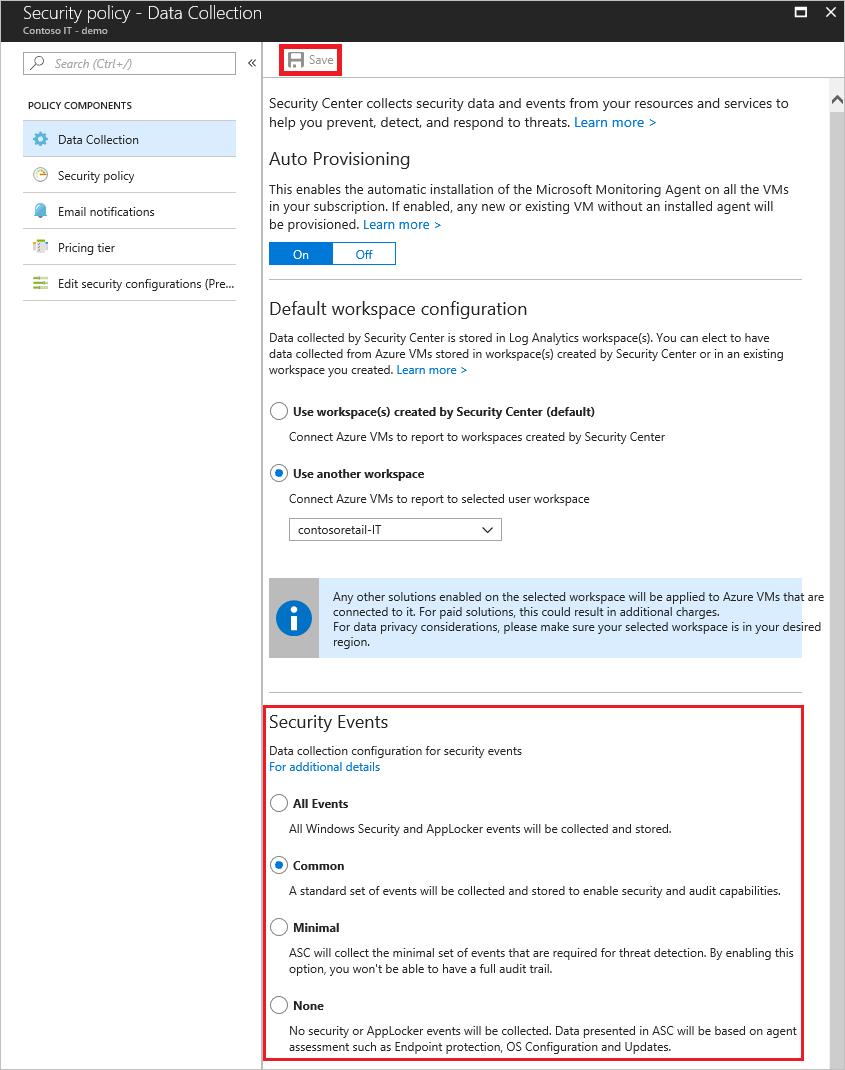 Security policy - Data Collection
Contoso IT - demo
Search (Ctrl+/)
«
POLICY COMPONENTS
Data Collection
Security policy
Email notifications
Pricing tier
Edit security configurations (Pre...
Save
Security Center collects security data and events from your resources and services to
help you prevent, detect, and respond to threats. Learn more >
Auto Provisioning
This enables the automatic installation of the Microsoft Monitoring Agent on all the VMs
in your subscription. If enabled, any new or existing VM without an installed agent will
be provisioned. Learn more >
On Off
Default workspace configuration
Data collected by Security Center is stored in Log Analytics workspace(s). You can elect to have
data collected from Azure VMs stored in workspace(s) created by Security Center or in an existing
workspace you created. Learn more >
Use workspace(s) created by Security Center (default)
Connect Azure VMs to report to workspaces created by Security Center
Use another workspace
Connect Azure VMs to report to selected user workspace
contosoretail-IT
Any other solutions enabled on the selected workspace will be applied to Azure VMs that are
connected to it. For paid solutions, this could result in additional charges.
For data privacy considerations, please make sure your selected workspace is in your desired
region.
Security Events
Data collection configuration for security events
For additional details
All Events
All Windows Security and AppLocker events will be collected and stored.
Common
A standard set of events will be collected and stored to enable security and audit capabilities.
Minimal
ASC will collect the minimal set of events that are required for threat detection. By enabling this
option, you won't be able to have a full audit trail.
None
No security or AppLocker events will be collected. Data presented in ASC will be based on agent
assessment such as Endpoint protection, OS Configuration and Updates.